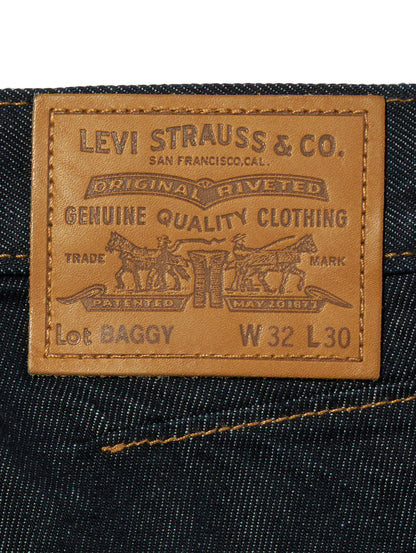 LEVI STRAUSS & CO.
SAN FRANCISCO, CAL.
ORIGINAL RIVETED
GENUINE QUALITY CLOTHING
TRADE MARK
PATENTED MAY 20 1873
Lot BAGGY W 32 L 30